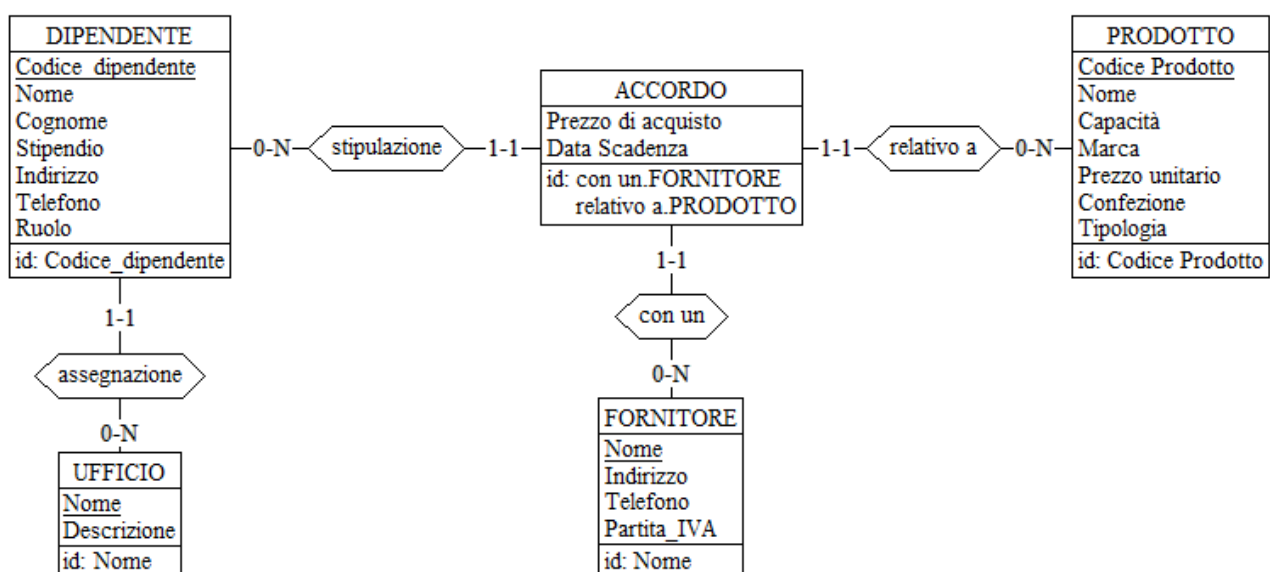 DIPENDENTE
Codice_dipendente
Nome
Cognome
Stipendio
Indirizzo
Telefono
Ruolo
id: Codice_dipendente
0-N
stipulazione
1-1
ACCORDO
Prezzo di acquisto
Data Scadenza
id: con un.FORNITORE
relativo a.PRODOTTO
1-1
relativo a
0-N
PRODOTTO
Codice Prodotto
Nome
Capacità
Marca
Prezzo unitario
Confezione
Tipologia
id: Codice Prodotto
1-1
assegnazione
0-N
UFFICIO
Nome
Descrizione
id: Nome
1-1
con un
0-N
FORNITORE
Nome
Indirizzo
Telefono
Partita_IVA
id: Nome